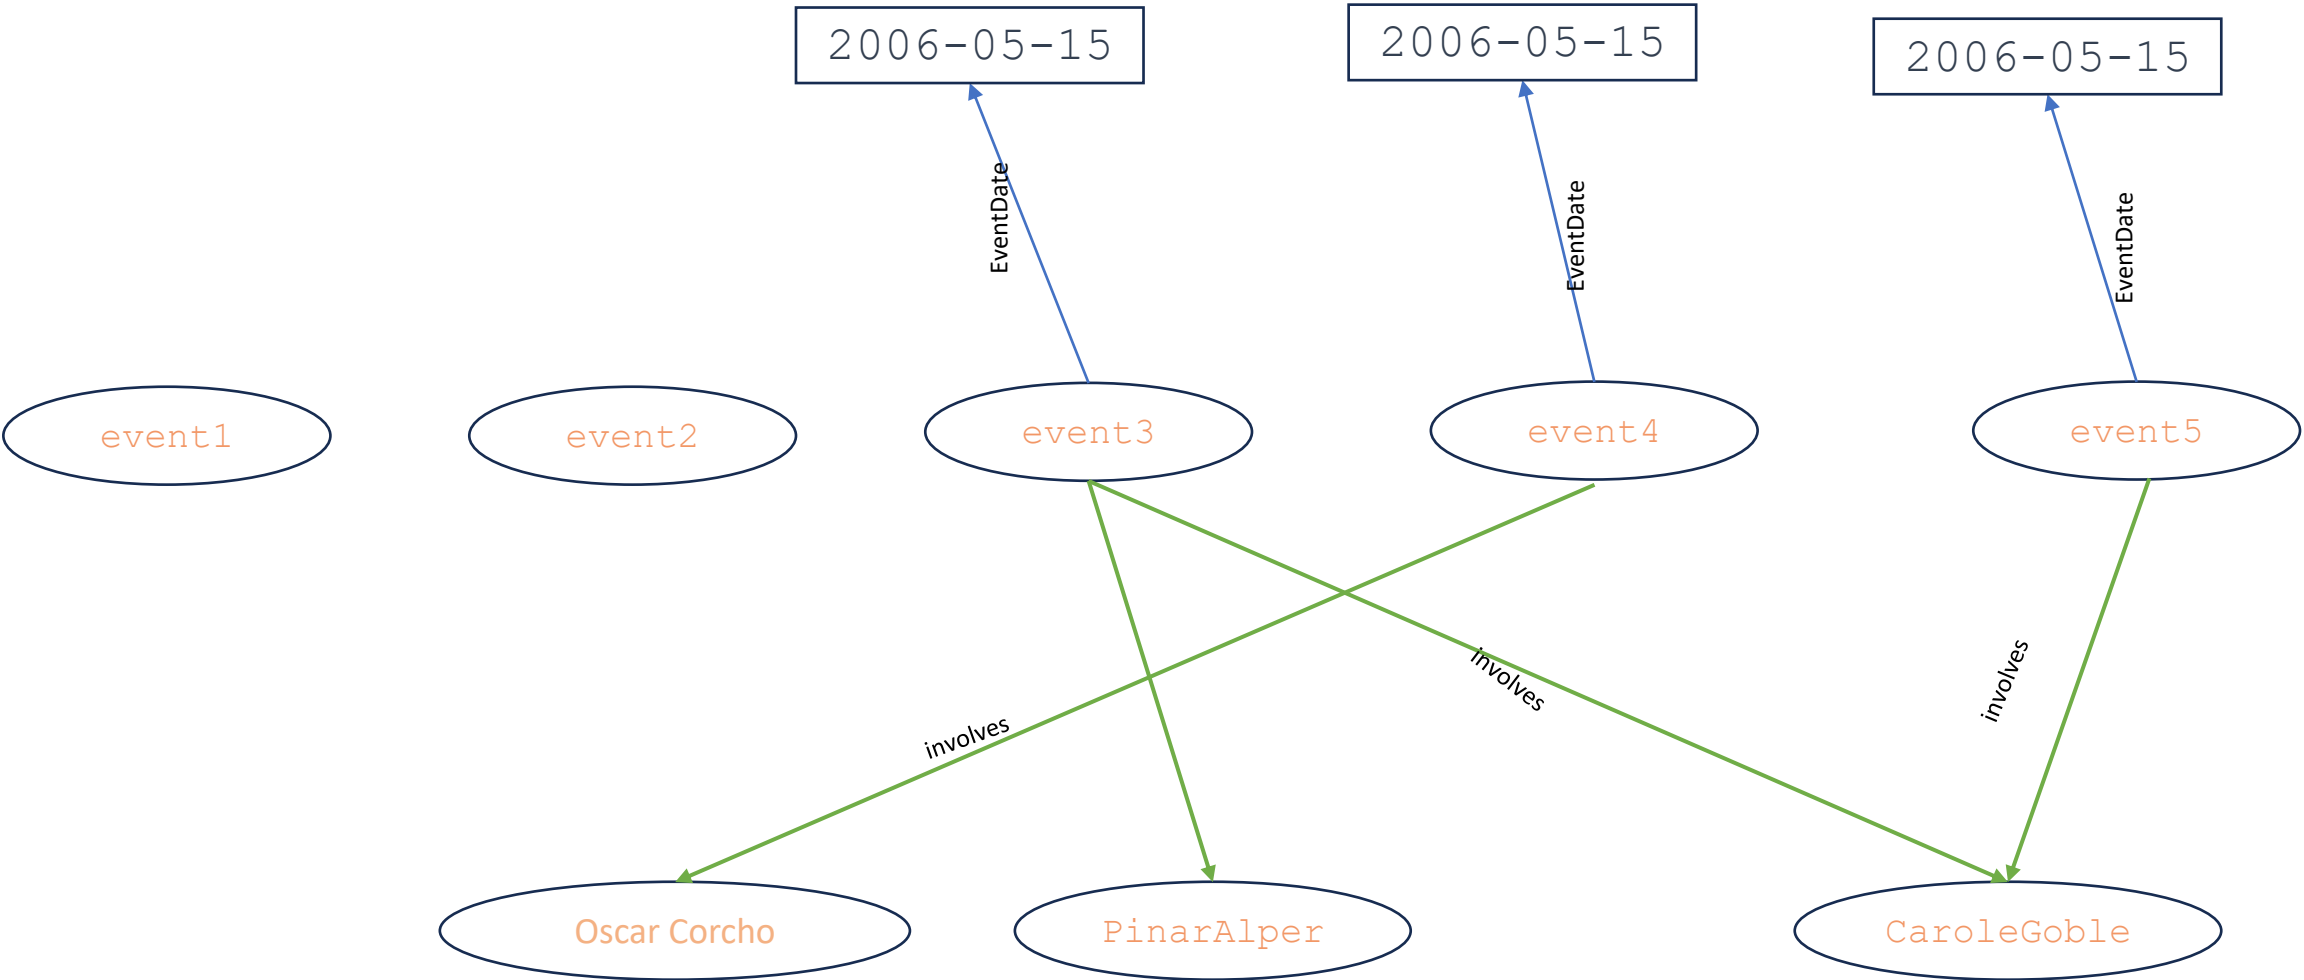 2006-05-15
2006-05-15
2006-05-15
EventDate
EventDate
EventDate
event1
event2
event3
event4
event5
involves
involves
involves
Oscar Corcho
PinarAlper
CaroleGoble